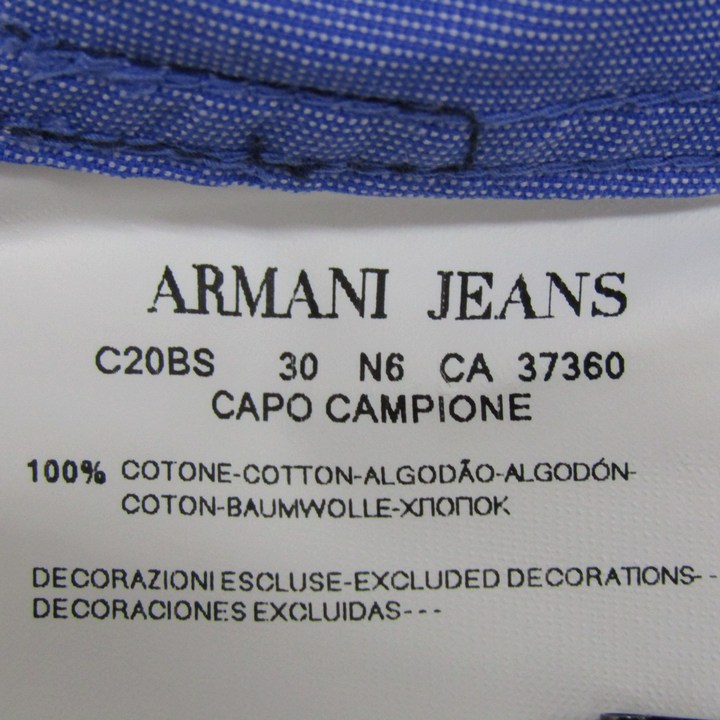 ARMANI JEANS
C20BS 30 N6 CA 37360
CAPO CAMPIONE
100% COTONE-COTTON-ALGODÃO-ALGODÓN-
COTON-BAUMWOLLE-ХПОПОК
DECORAZIONI ESCLUSE-EXCLUDED DECORATIONS--
DECORACIONES EXCLUIDAS---